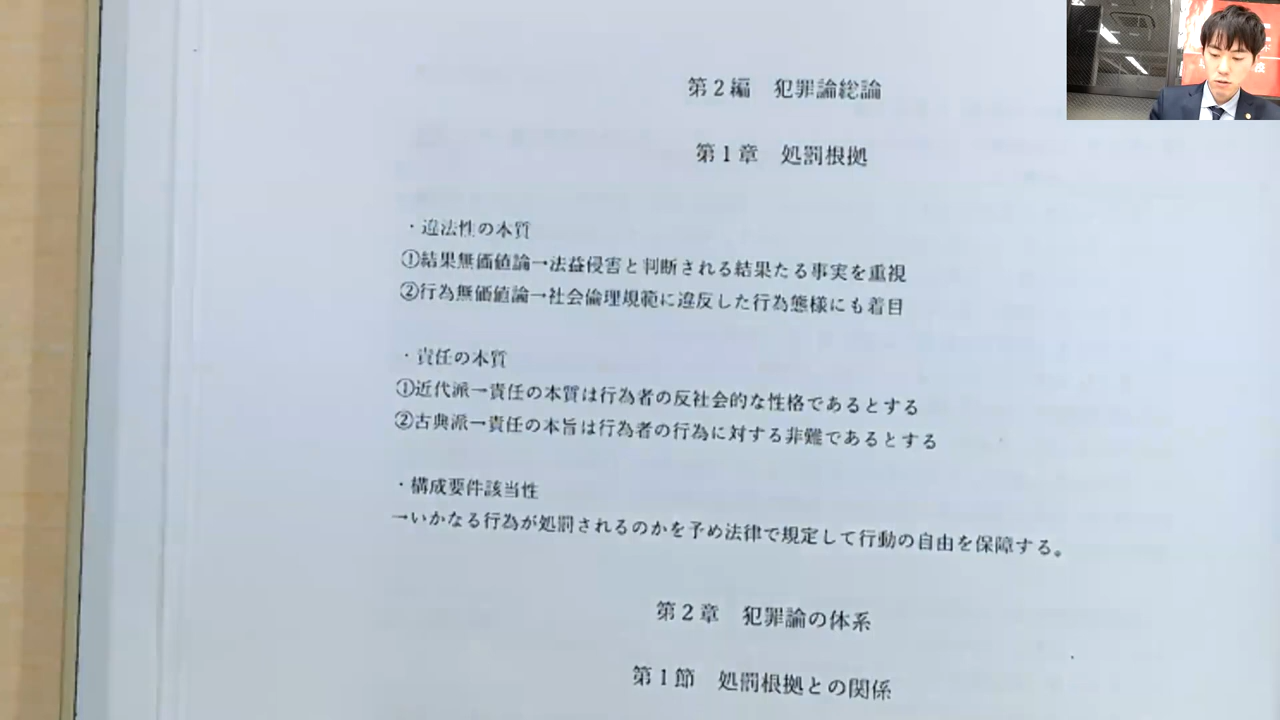 第2編 犯罪論総論
第1章 処罰根拠
・違法性の本質
①結果無価値論→法益侵害と判断される結果たる事実を重視
②行為無価値論→社会倫理規範に違反した行為態様にも着目
・責任の本質
①近代派→責任の本質は行為者の反社会的な性格であるとする
②古典派→責任の本旨は行為者の行為に対する非難であるとする
・構成要件該当性
→いかなる行為が処罰されるのかを予め法律で規定して行動の自由を保障する。
第2章 犯罪論の体系
第1節 処罰根拠との関係